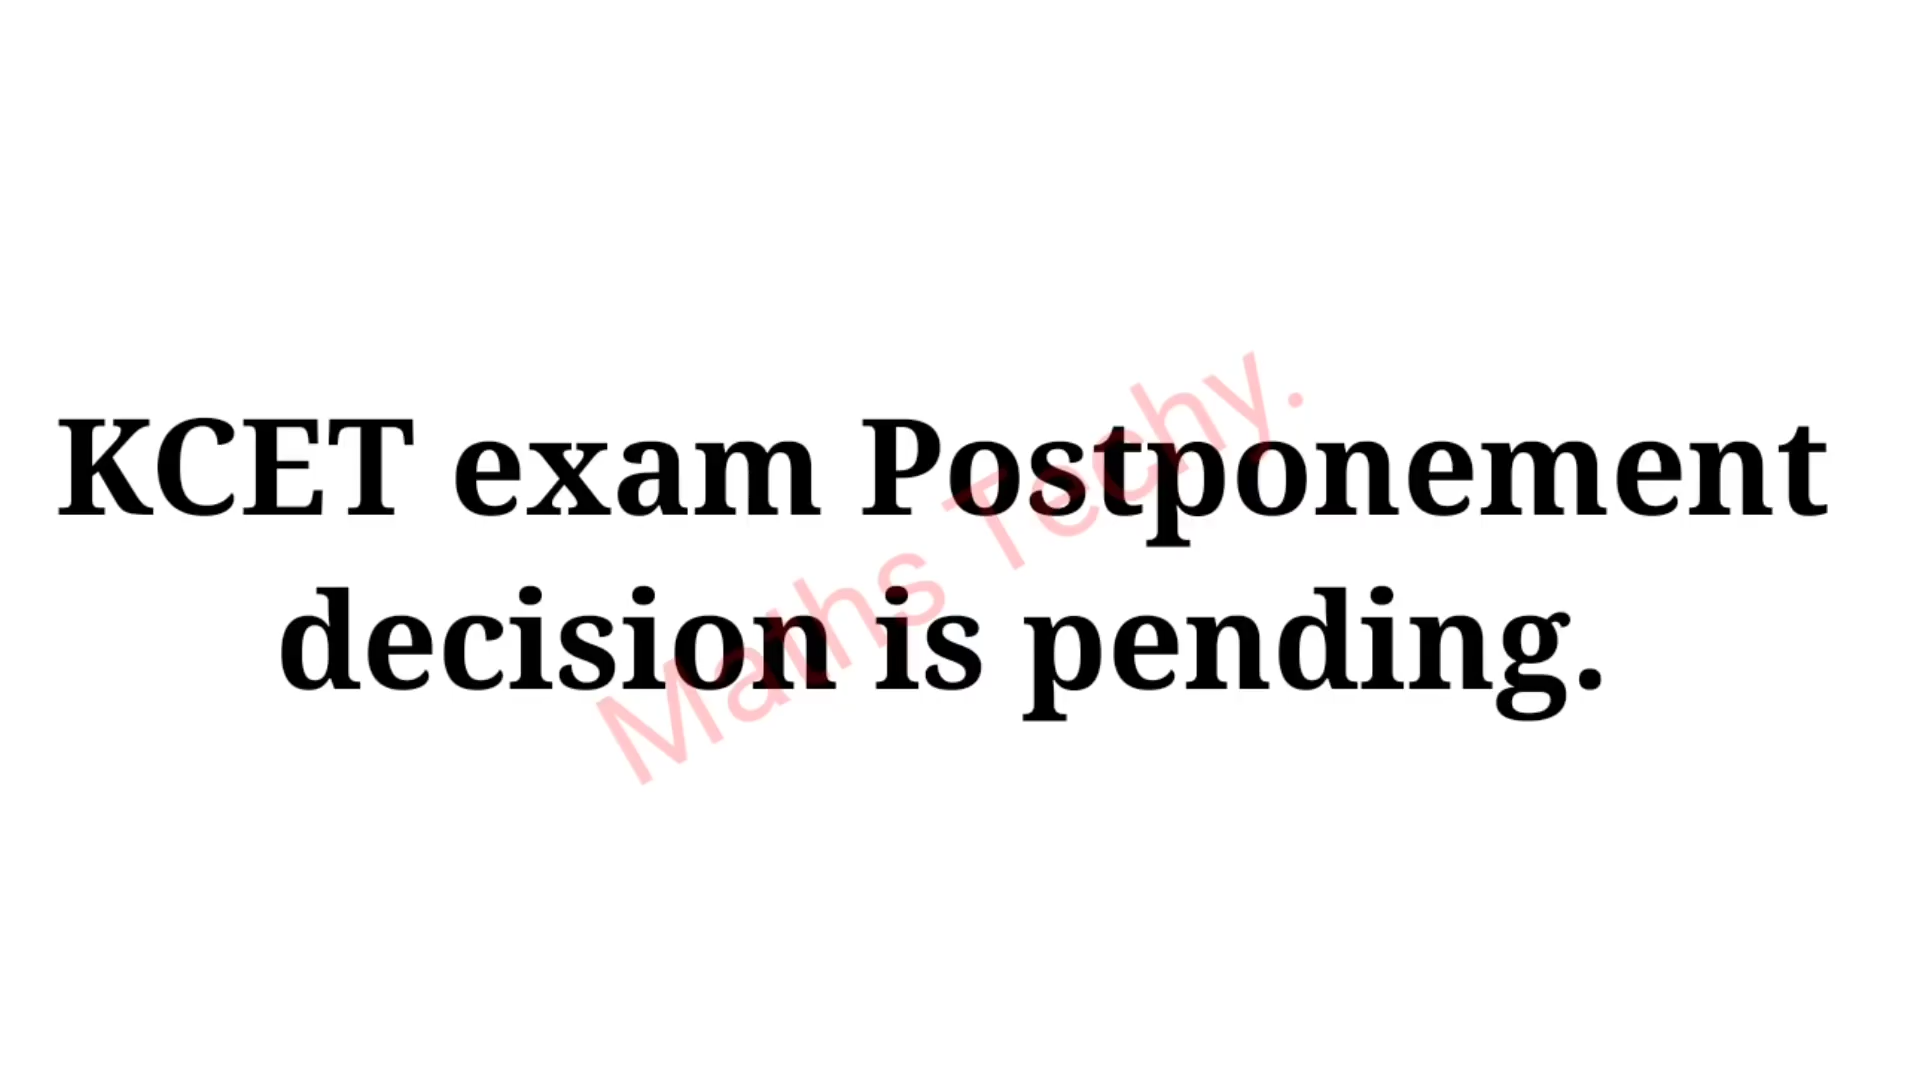 KCET exam Postponement
decision is pending.
Maths Techy.